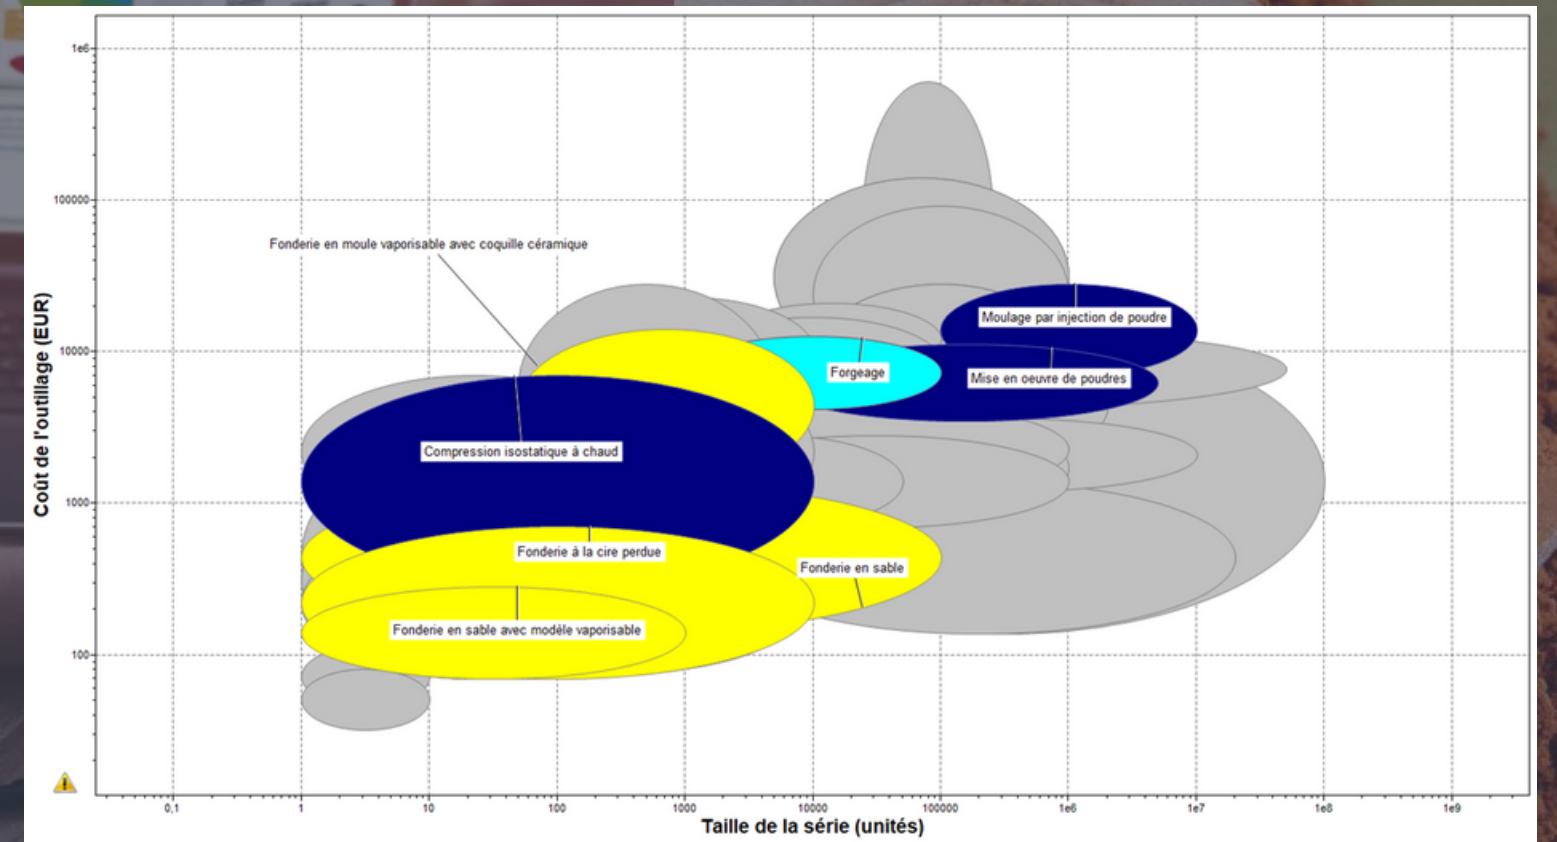 1e6
100000
10000
1000
100
Coût de l'outillage (EUR)
Fonderie en moule vaporisable avec coquille céramique
Moulage par injection de poudre
Forgeage
Mise en oeuvre de poudres
Compression isostatique à chaud
Fonderie à la cire perdue
Fonderie en sable
Fonderie en sable avec modèle vaporisable
0,1
1
10
100
1000
10000
100000
1e6
1e7
1e8
1e9
Taille de la série (unités)